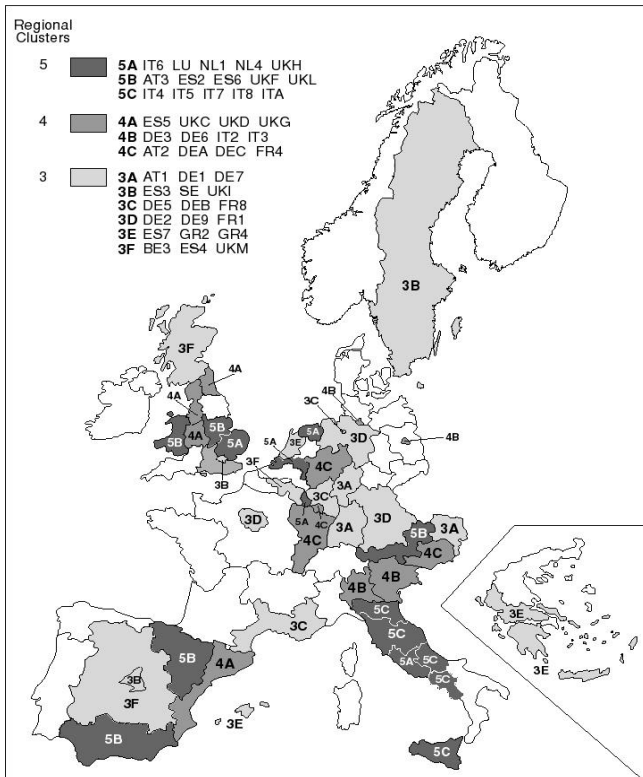 Regional
Clusters
5
5A IT6 LU NL1 NL4 UKH
5B AT3 ES2 ES6 UKF UKL
5C IT4 IT5 IT7 IT8 ITA
4
4A ES5 UKC UKD UKG
4B DE3 DE6 IT2 IT3
4C AT2 DEA DEC FR4
3
3A AT1 DE1 DE7
3B ES3 SE UKI
3C DE5 DEB FR8
3D DE2 DE9 FR1
3E ES7 GR2 GR4
3F BE3 ES4 UKM
3B
3F
4A
4A
4B
3C
5B
5B
4A
5A
5A
3E
5A
3D
4B
3F
4C
3B
3A
3C
5A
4C
3D
4C
3A
3D
5B
3A
4C
4B
4B
5C
3C
5C
5B
4A
5A
5C
5C
3B
3F
3E
5B
5C
3E
3E